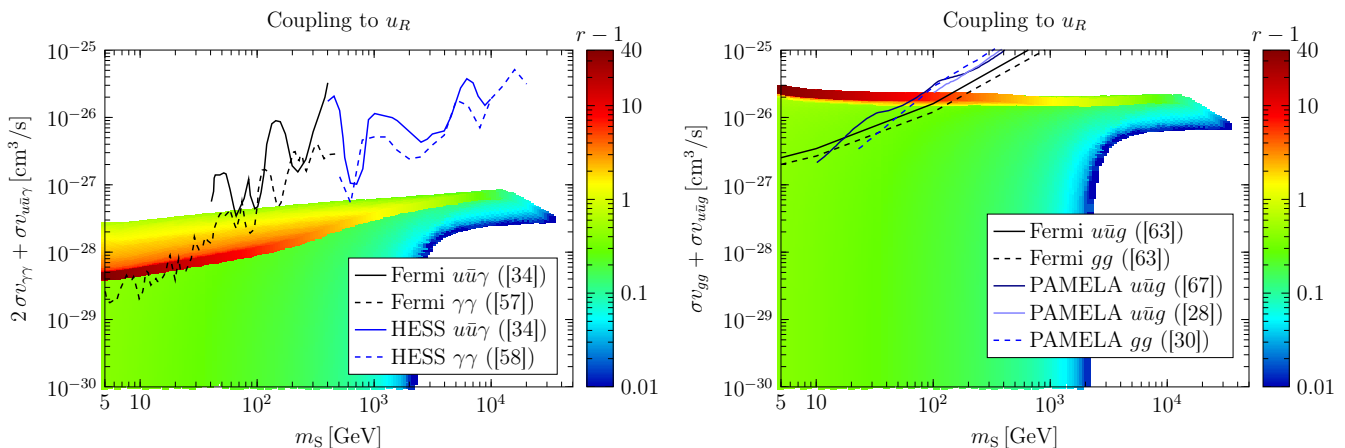 Coupling to u_R
r − 1
10^−25
10^−26
10^−27
10^−28
10^−29
10^−30
2 σv_γγ + σv_uūγ [cm³/s]
5 10 10^2 10^3 10^4
m_S [GeV]
Fermi uūγ ([34])
Fermi γγ ([57])
HESS uūγ ([34])
HESS γγ ([58])
40
10
1
0.1
0.01
Coupling to u_R
r − 1
10^−25
10^−26
10^−27
10^−28
10^−29
10^−30
σv_gg + σv_uūg [cm³/s]
5 10 10^2 10^3 10^4
m_S [GeV]
Fermi uūg ([63])
Fermi gg ([63])
PAMELA uūg ([67])
PAMELA uūg ([28])
PAMELA gg ([30])
40
10
1
0.1
0.01